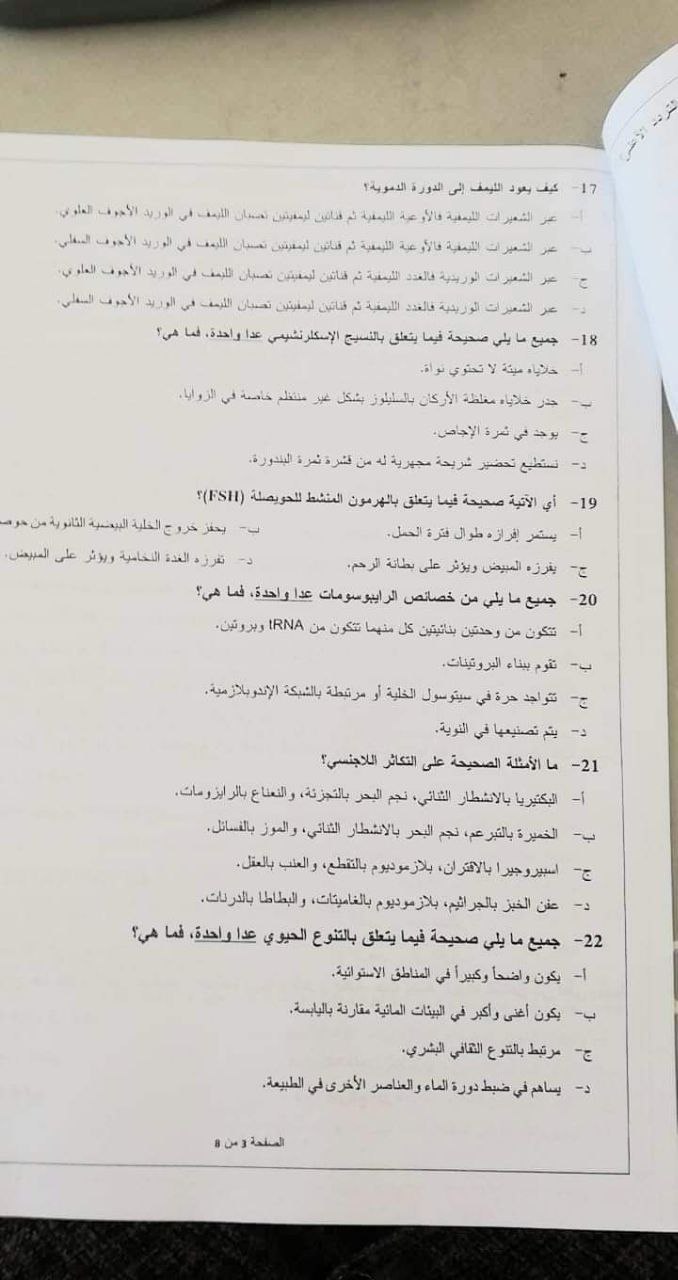 17- كيف يعود الليمف إلى الدورة الدموية؟
أ- عبر الشعيرات الليمفية فالأوعية الليمفية ثم قناتين ليمفيتين تصبان الليمف في الوريد الأجوف العلوي.
ب- عبر الشعيرات الليمفية فالأوعية الليمفية ثم قناتين ليمفيتين تصبان الليمف في الوريد الأجوف السفلي.
ج- عبر الشعيرات الوريدية فالغدد الليمفية ثم قناتين ليمفيتين تصبان الليمف في الوريد الأجوف العلوي.
د- عبر الشعيرات الوريدية فالغدد الليمفية ثم قناتين ليمفيتين تصبان الليمف في الوريد الأجوف السفلي.
18- جميع ما يلي صحيحة فيما يتعلق بالنسيج الإسكلرنشيمي عدا واحدة، فما هي؟
أ- خلاياه ميتة لا تحتوي نواة.
ب- جدر خلاياه مغلظة الأركان بالسليلوز بشكل غير منتظم خاصة في الزوايا.
ج- يوجد في ثمرة الإجاص.
د- نستطيع تحضير شريحة مجهرية له من قشرة ثمرة البندورة.
19- أي الآتية صحيحة فيما يتعلق بالهرمون المنشط للحويصلة (FSH)؟
أ- يستمر إفرازه طوال فترة الحمل. ب- يحفز خروج الخلية البيضية الثانوية من
ج- يفرزه المبيض ويؤثر على بطانة الرحم. د- تفرزه الغدة النخامية ويؤثر على المبيض.
20- جميع ما يلي من خصائص الرايبوسومات عدا واحدة، فما هي؟
أ- تتكون من وحدتين بنائيتين كل منهما تتكون من tRNA وبروتين.
ب- تقوم ببناء البروتينات.
ج- تتواجد حرة في سيتوسول الخلية أو مرتبطة بالشبكة الإندوبلازمية.
د- يتم تصنيعها في النوية.
21- ما الأمثلة الصحيحة على التكاثر اللاجنسي؟
أ- البكتيريا بالانشطار الثنائي، نجم البحر بالتجزئة، والنعناع بالرايزومات.
ب- الخميرة بالتبرعم، نجم البحر بالانشطار الثنائي، والموز بالفسائل.
ج- اسبيروجيرا بالاقتران، بلازموديوم بالتقطع، والعنب بالعقل.
د- عفن الخبز بالجراثيم، بلازموديوم بالغاميتات، والبطاطا بالدرنات.
22- جميع ما يلي صحيحة فيما يتعلق بالتنوع الحيوي عدا واحدة، فما هي؟
أ- يكون واضحاً وكبيراً في المناطق الاستوائية.
ب- يكون أغنى وأكبر في البيئات المائية مقارنة باليابسة.
ج- مرتبط بالتنوع الثقافي البشري.
د- يساهم في ضبط دورة الماء والعناصر الأخرى في الطبيعة.
الصفحة 3 من 8